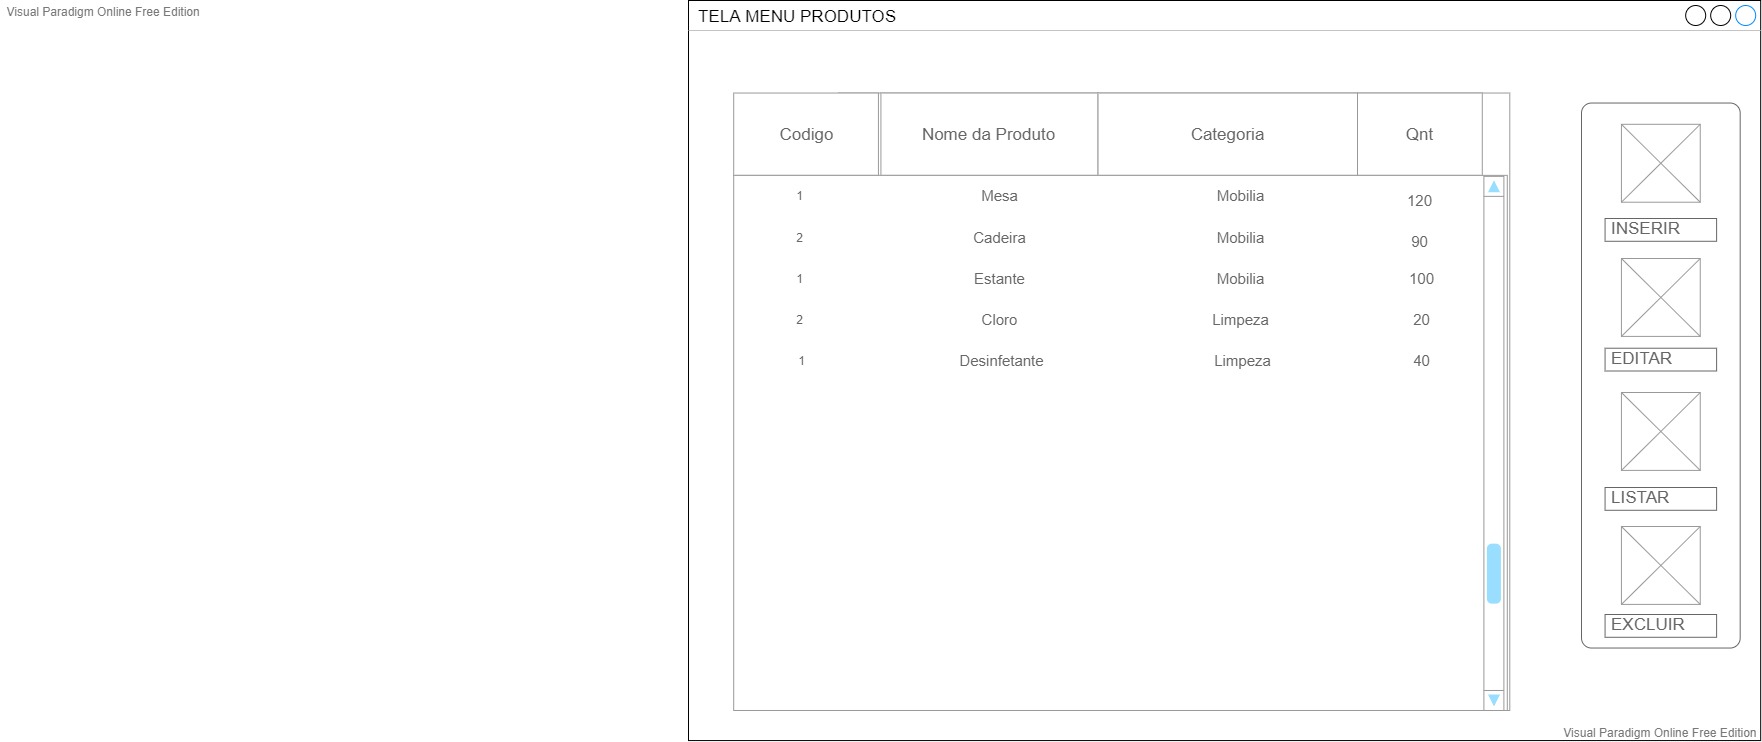 Visual Paradigm Online Free Edition
TELA MENU PRODUTOS
Codigo Nome da Produto Categoria Qnt
1 Mesa Mobilia 120
2 Cadeira Mobilia 90
1 Estante Mobilia 100
2 Cloro Limpeza 20
1 Desinfetante Limpeza 40
INSERIR
EDITAR
LISTAR
EXCLUIR
Visual Paradigm Online Free Edition